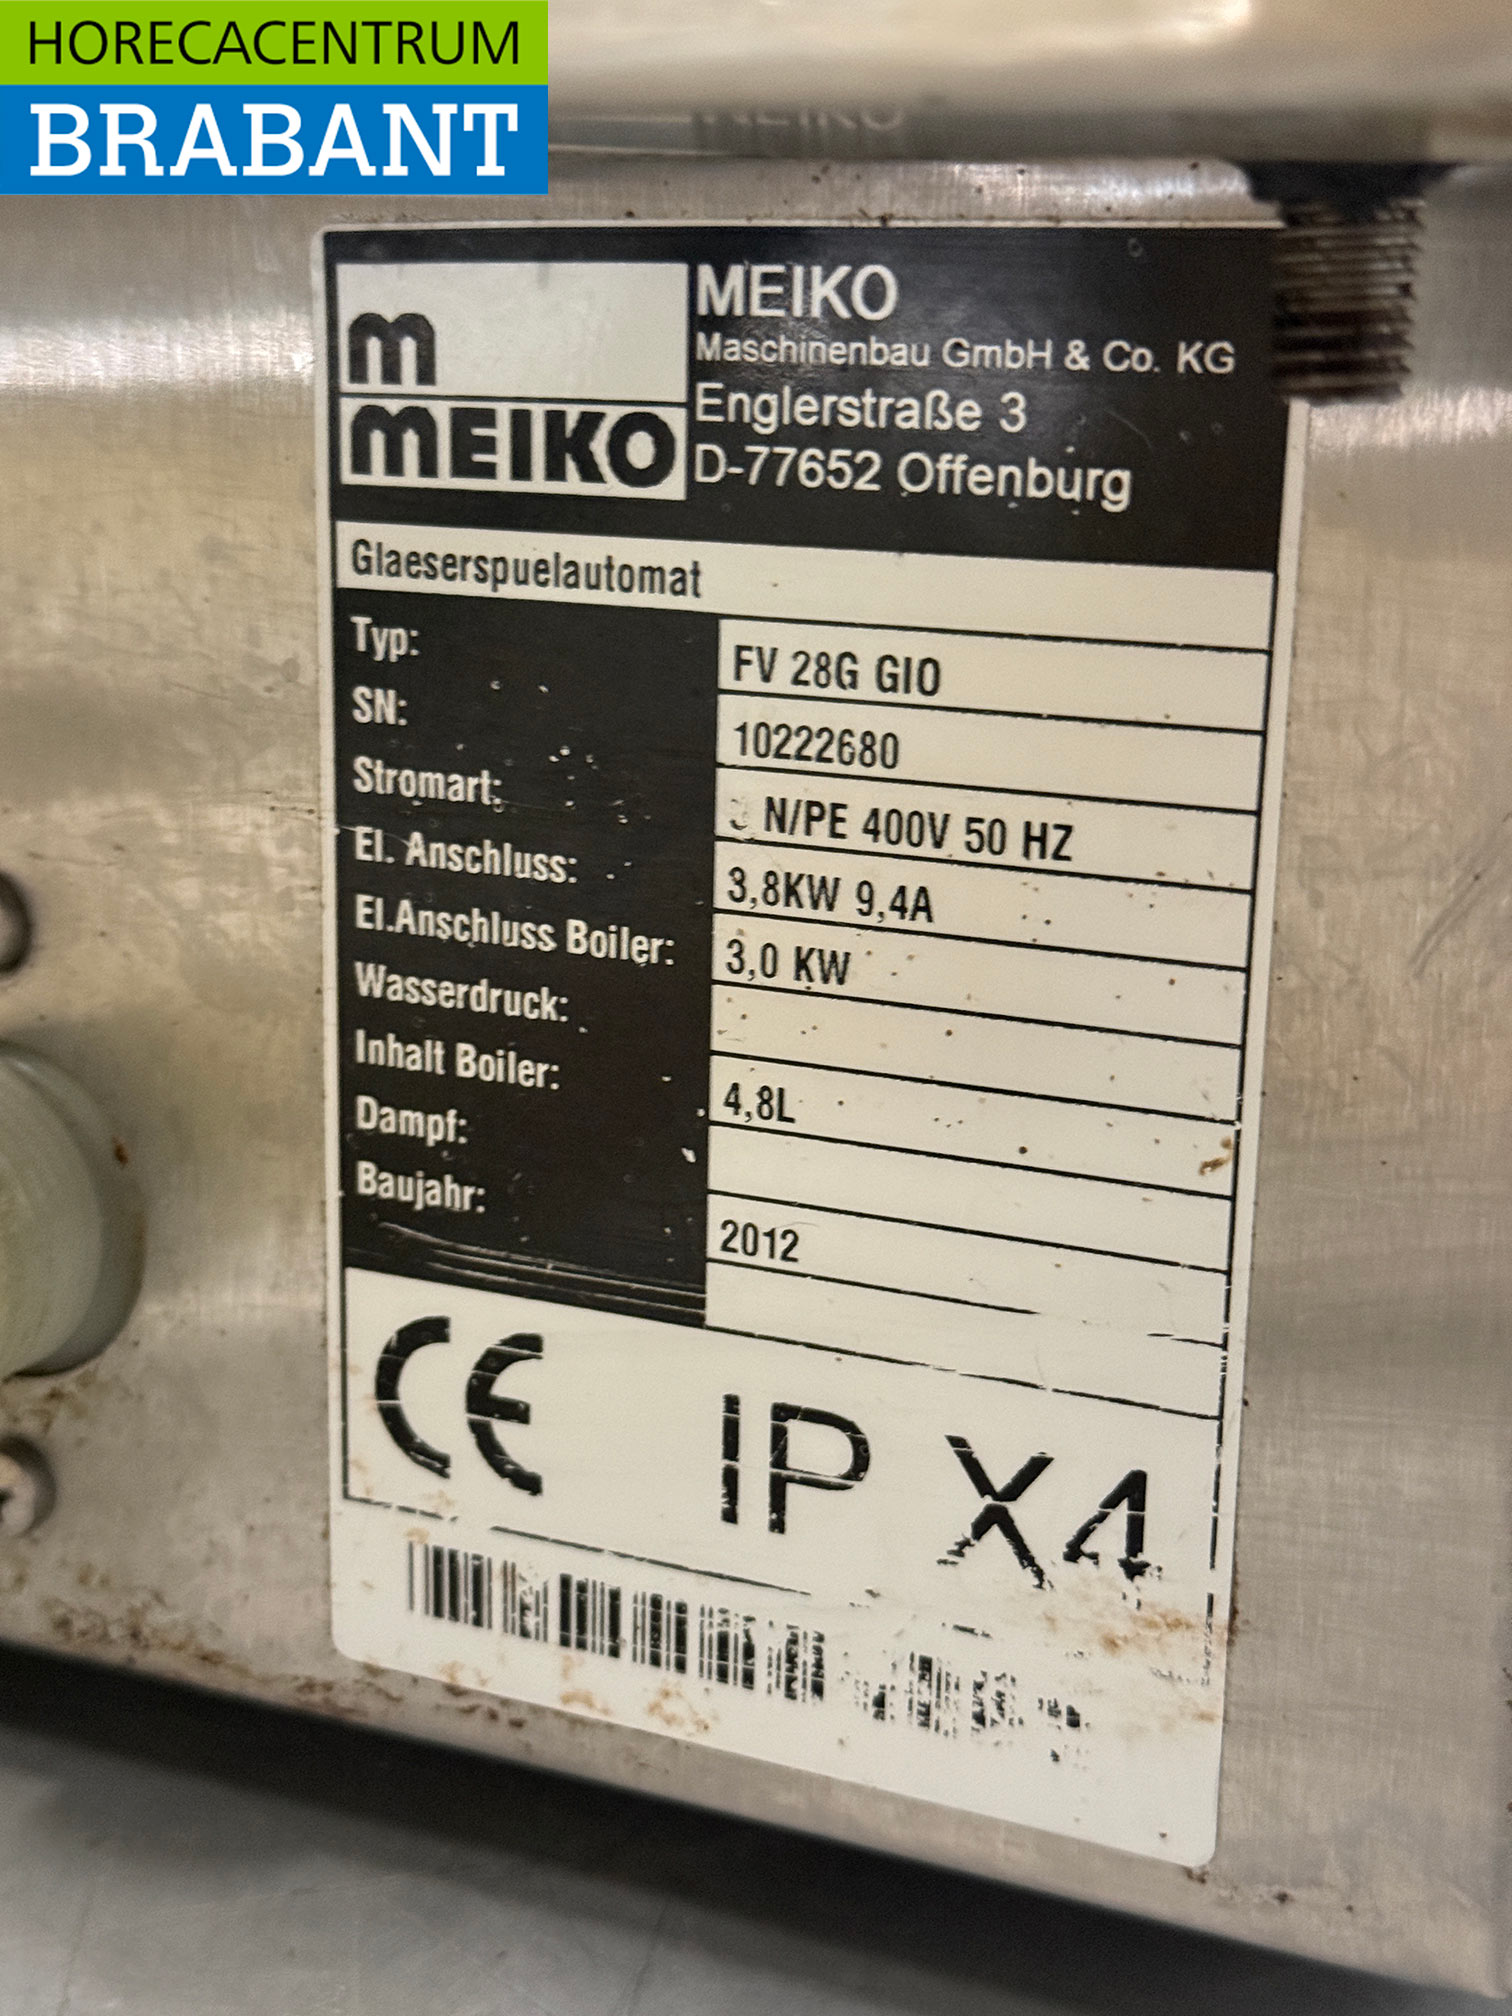 HORECACENTRUM
BRABANT
MEIKO
m
MEIKO
Maschinenbau GmbH & Co. KG
Englerstraße 3
D-77652 Offenburg
MEIKO
Glaeserspuelautomat
Typ: FV 28G GIO
SN: 10222680
Stromart: 3 N/PE 400V 50 HZ
El. Anschluss: 3,8KW 9,4A
El.Anschluss Boiler: 3,0 KW
Wasserdruck:
Inhalt Boiler: 4,8L
Dampf:
Baujahr: 2012
CE IP X4